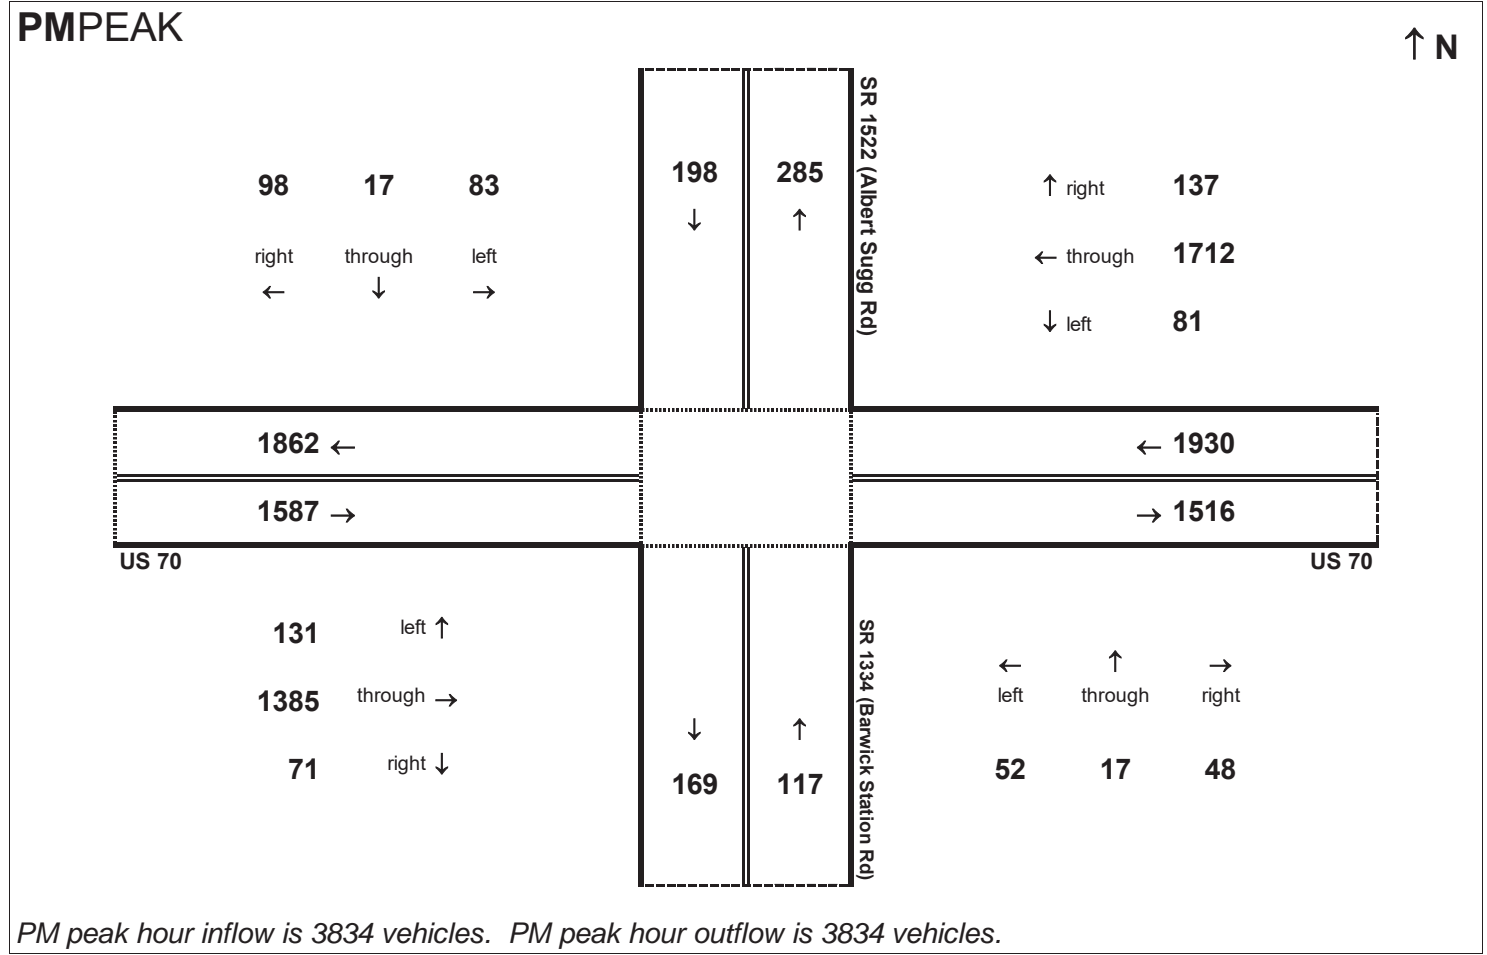 PMPEAK
↑ N
98 17 83
right through left
← ↓ →
198 285
↓ ↑
SR 1522 (Albert Sugg Rd)
↑ right 137
← through 1712
↓ left 81
1862 ←
← 1930
1587 →
→ 1516
US 70
US 70
131 left ↑
1385 through →
71 right ↓
↓ ↑
169 117
SR 1334 (Barwick Station Rd)
← ↑ →
left through right
52 17 48
PM peak hour inflow is 3834 vehicles. PM peak hour outflow is 3834 vehicles.